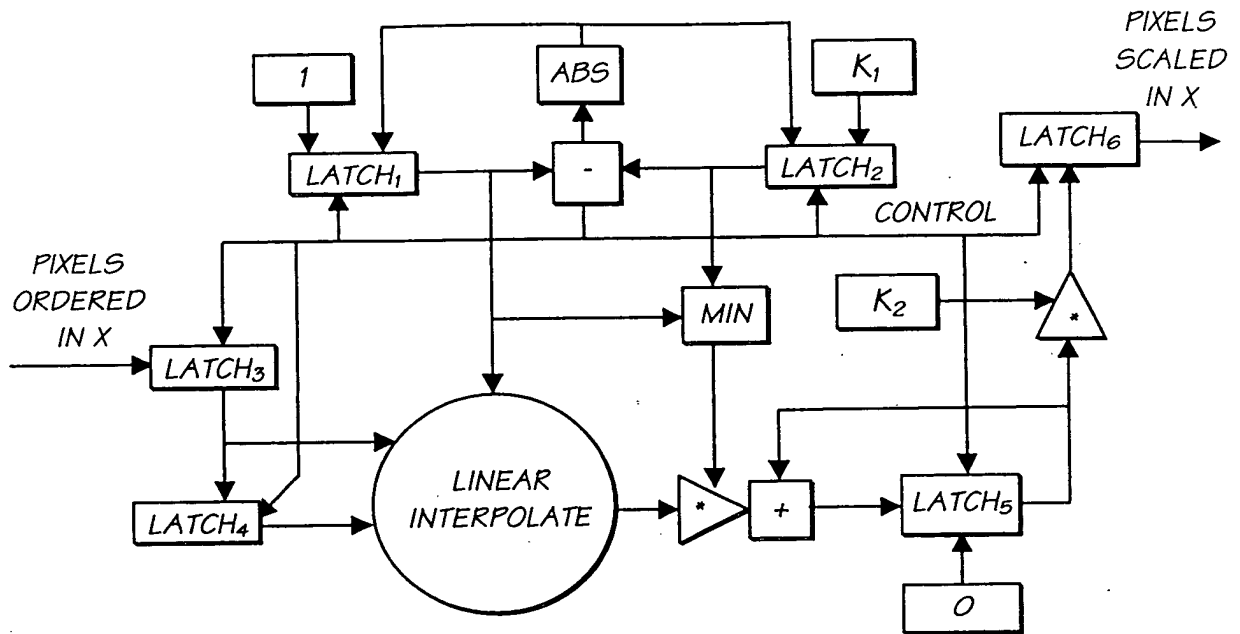 PIXELS
SCALED
IN X
1
ABS
K₁
LATCH₁
-
LATCH₂
LATCH₆
CONTROL
PIXELS
ORDERED
IN X
K₂
MIN
*
LATCH₃
LINEAR
INTERPOLATE
LATCH₄
*
+
LATCH₅
0